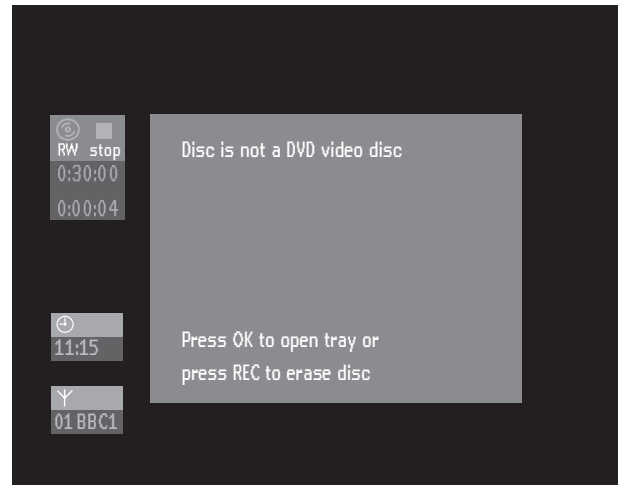 RW stop
0:30:00
0:00:04
Disc is not a DVD video disc
11:15
Press OK to open tray or
press REC to erase disc
01 BBC1